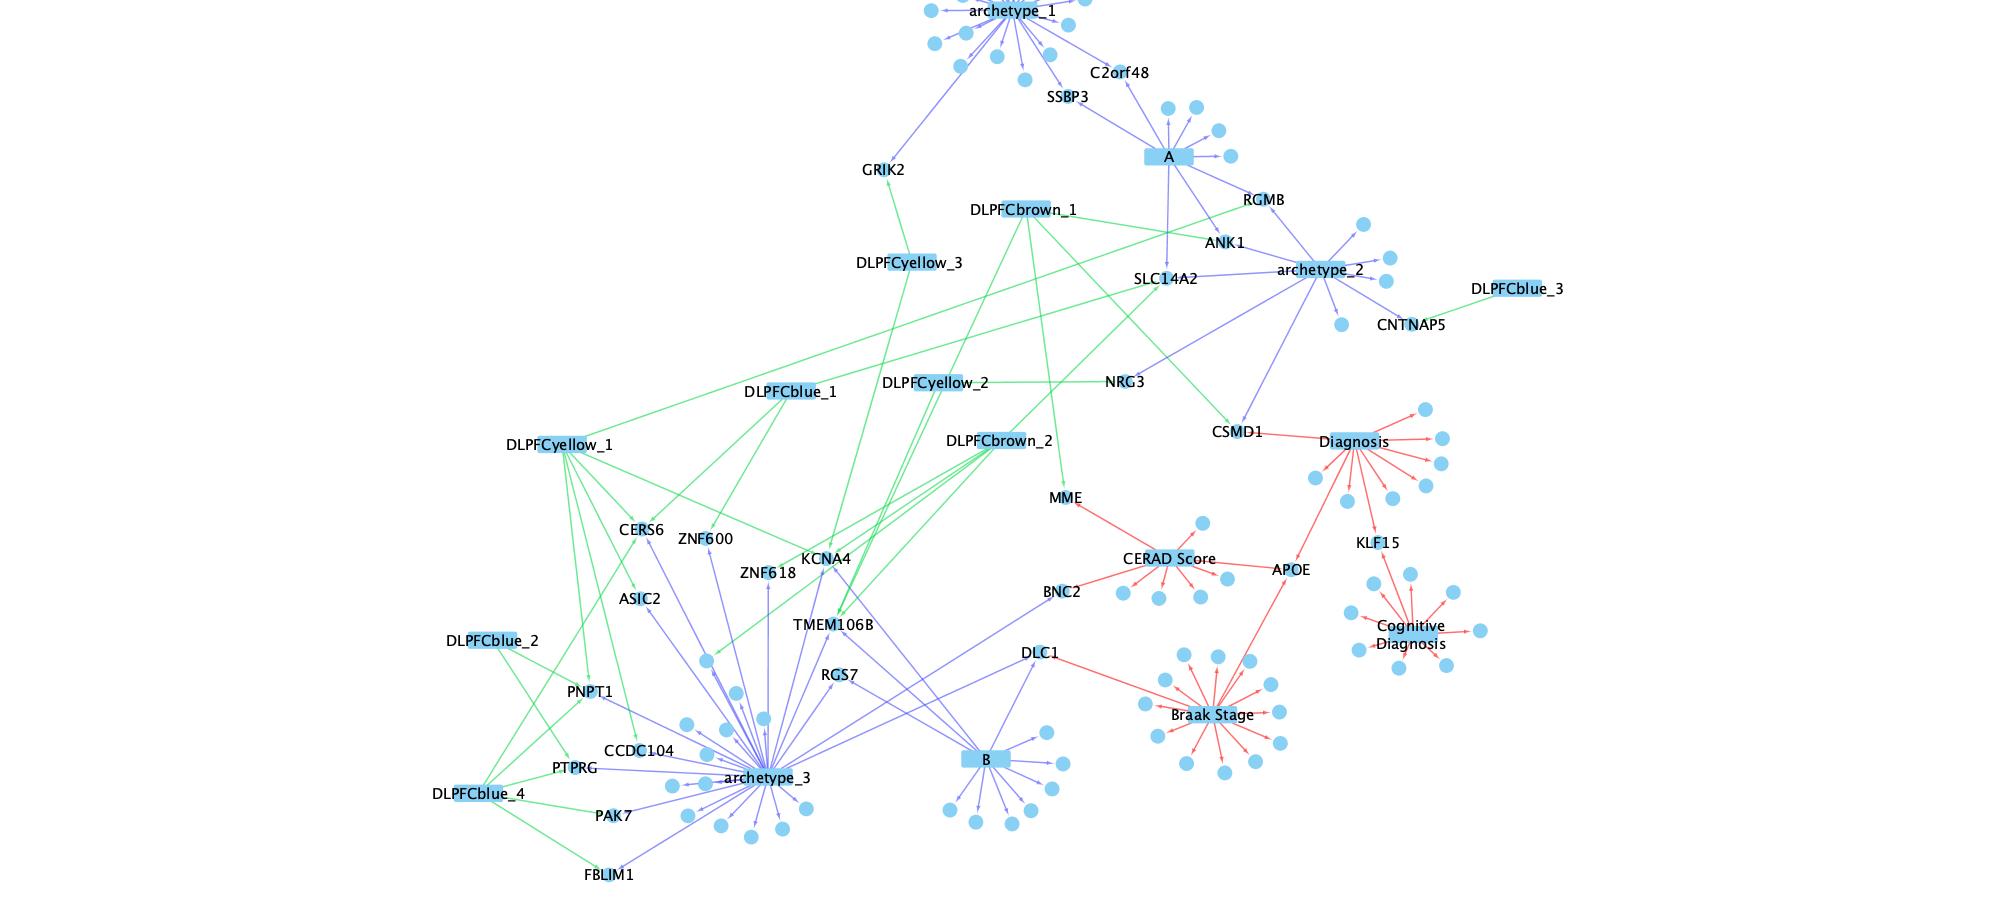 archetype_1
C2orf48
SSBP3
A
GRIK2
RGMB
DLPFCbrown_1
ANK1
DLPFCyellow_3
archetype_2
SLC14A2
DLPFCblue_3
CNTNAP5
DLPFCblue_1
DLPFCyellow_2
NRG3
CSMD1
DLPFCyellow_1
DLPFCbrown_2
Diagnosis
MME
CERS6
ZNF600
KLF15
KCNA4
CERAD Score
ZNF618
APOE
BNC2
ASIC2
TMEM106B
Cognitive
Diagnosis
DLPFCblue_2
DLC1
RGS7
PNPT1
Braak Stage
CCDC104
B
PTPRG
archetype_3
DLPFCblue_4
PAK7
FBLIM1